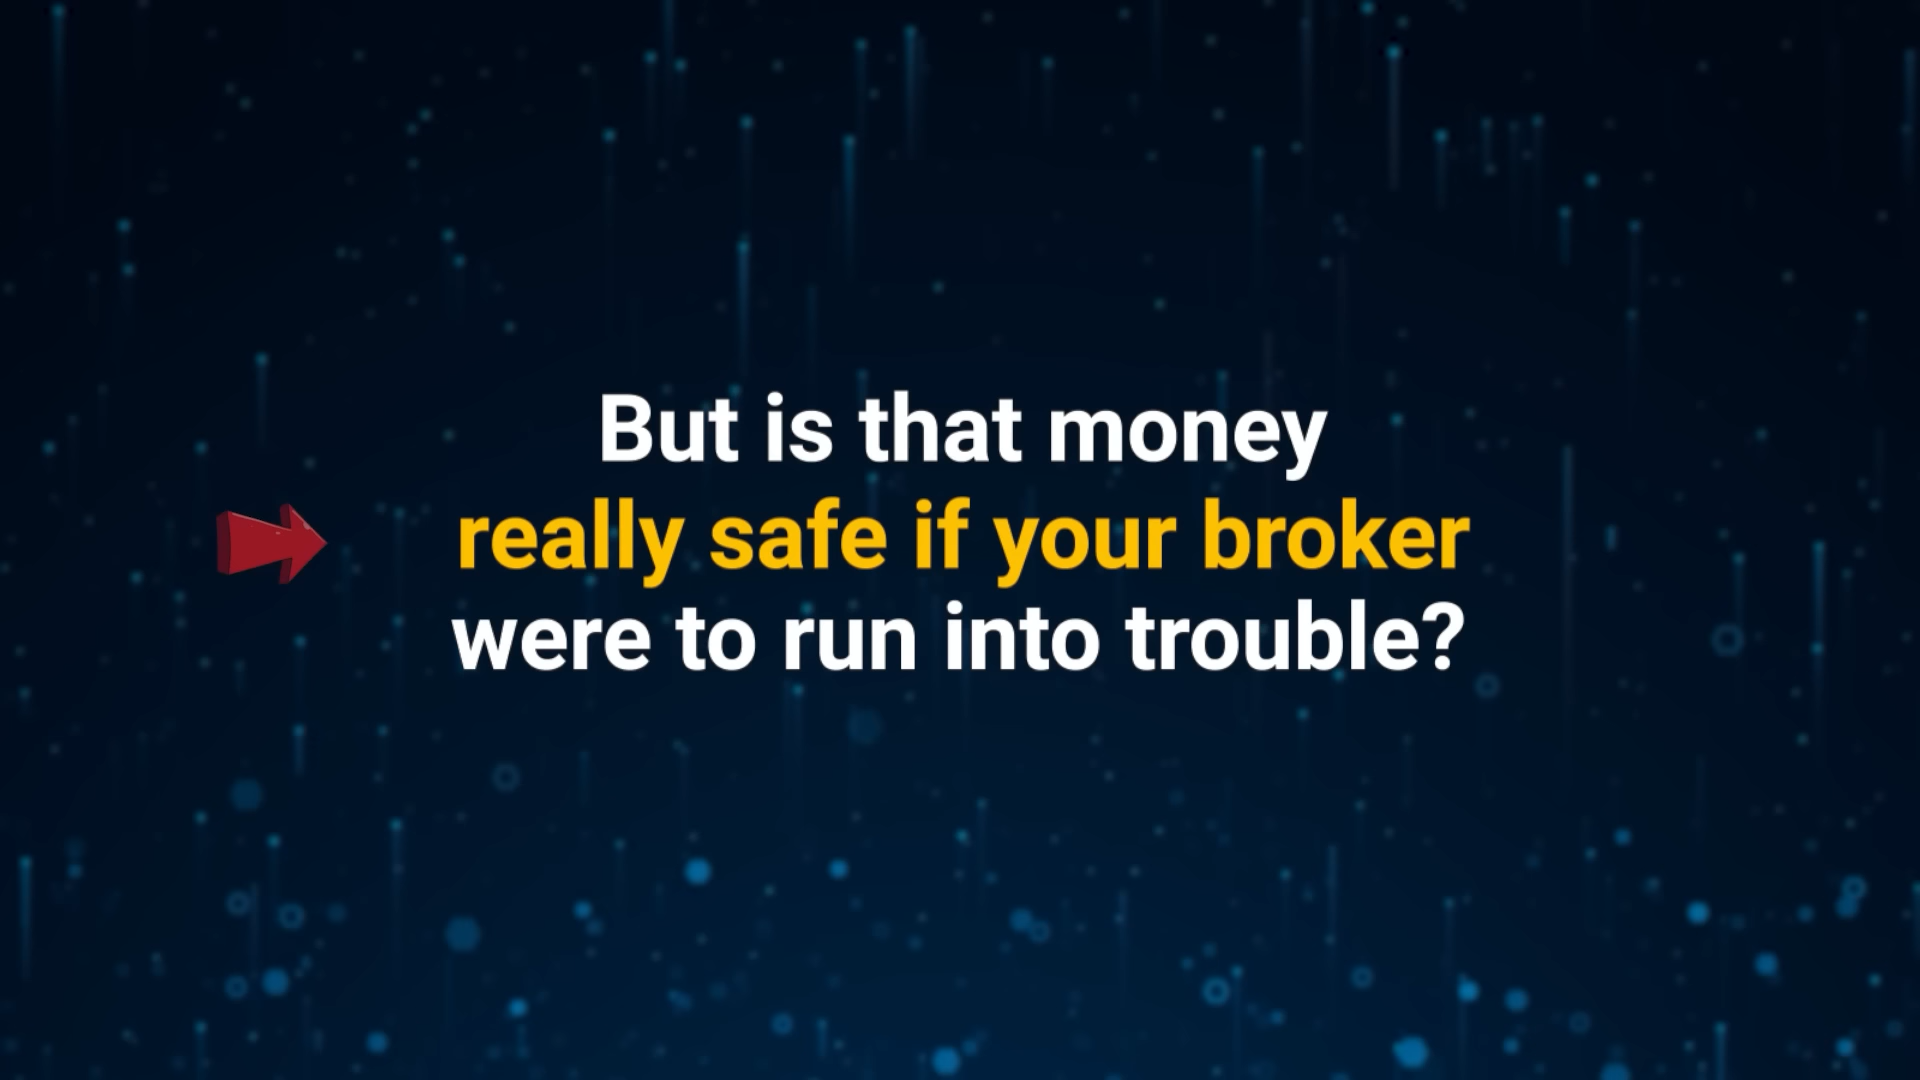 But is that money
really safe if your broker
were to run into trouble?